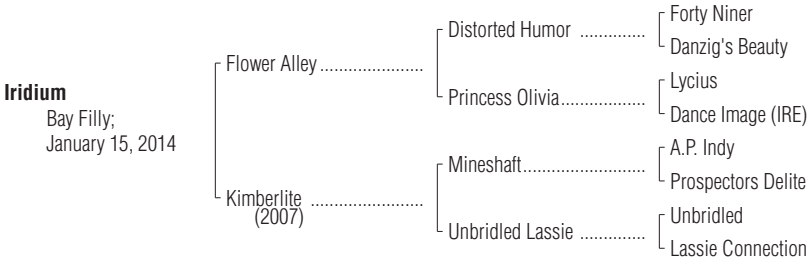 Forty Niner
Distorted Humor ..............
Danzig's Beauty
Flower Alley ......................
Lycius
Princess Olivia..................
Dance Image (IRE)
Iridium
Bay Filly;
January 15, 2014
A.P. Indy
Mineshaft..........................
Prospectors Delite
Kimberlite ........................
(2007)
Unbridled
Unbridled Lassie ..............
Lassie Connection